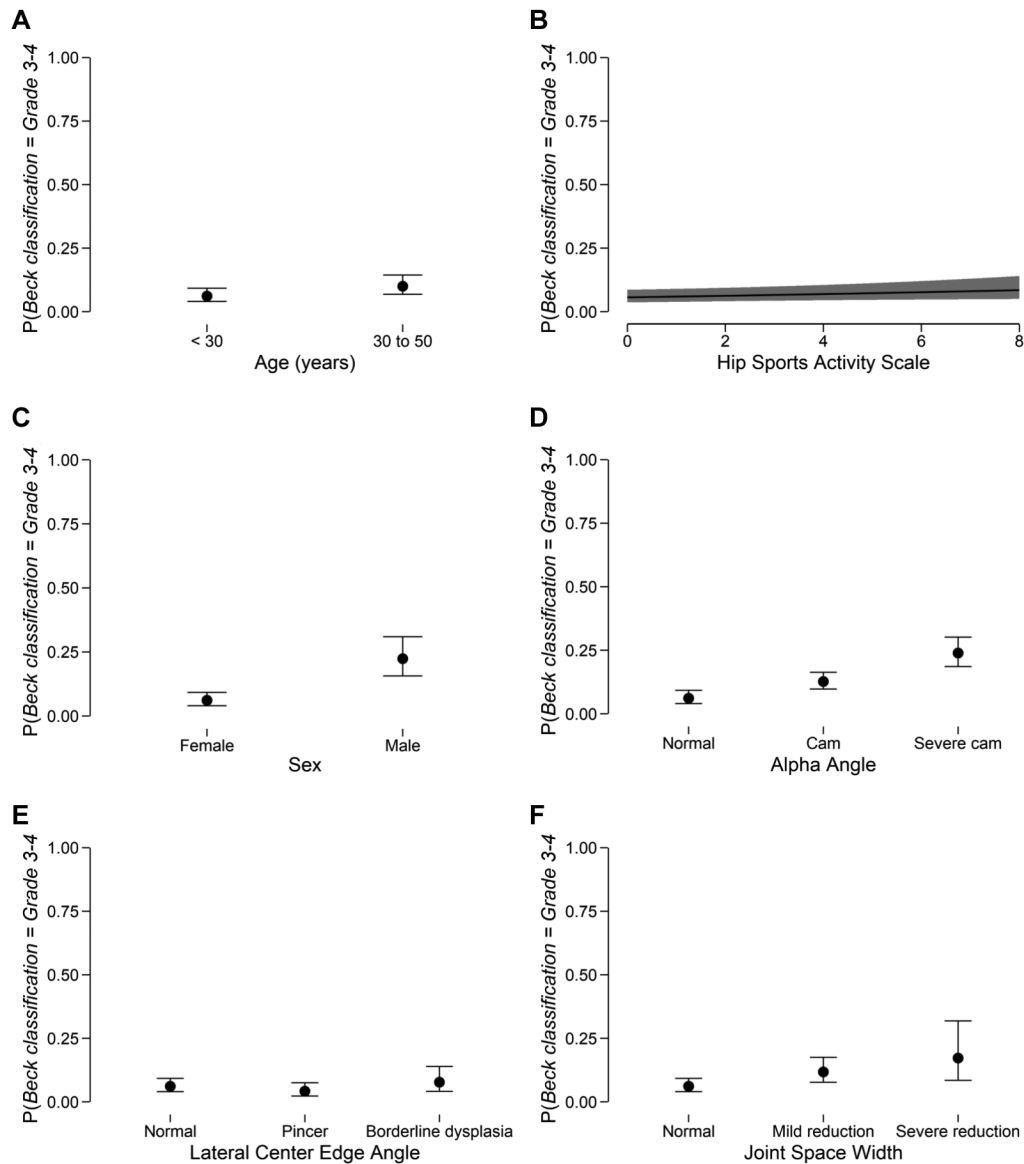 A
P(Beck classification = Grade 3-4
1.00
0.75
0.50
0.25
0.00
< 30
30 to 50
Age (years)
B
P(Beck classification = Grade 3-4
1.00
0.75
0.50
0.25
0.00
0
2
4
6
8
Hip Sports Activity Scale
C
P(Beck classification = Grade 3-4
1.00
0.75
0.50
0.25
0.00
Female
Male
Sex
D
P(Beck classification = Grade 3-4
1.00
0.75
0.50
0.25
0.00
Normal
Cam
Severe cam
Alpha Angle
E
P(Beck classification = Grade 3-4
1.00
0.75
0.50
0.25
0.00
Normal
Pincer
Borderline dysplasia
Lateral Center Edge Angle
F
P(Beck classification = Grade 3-4
1.00
0.75
0.50
0.25
0.00
Normal
Mild reduction
Severe reduction
Joint Space Width